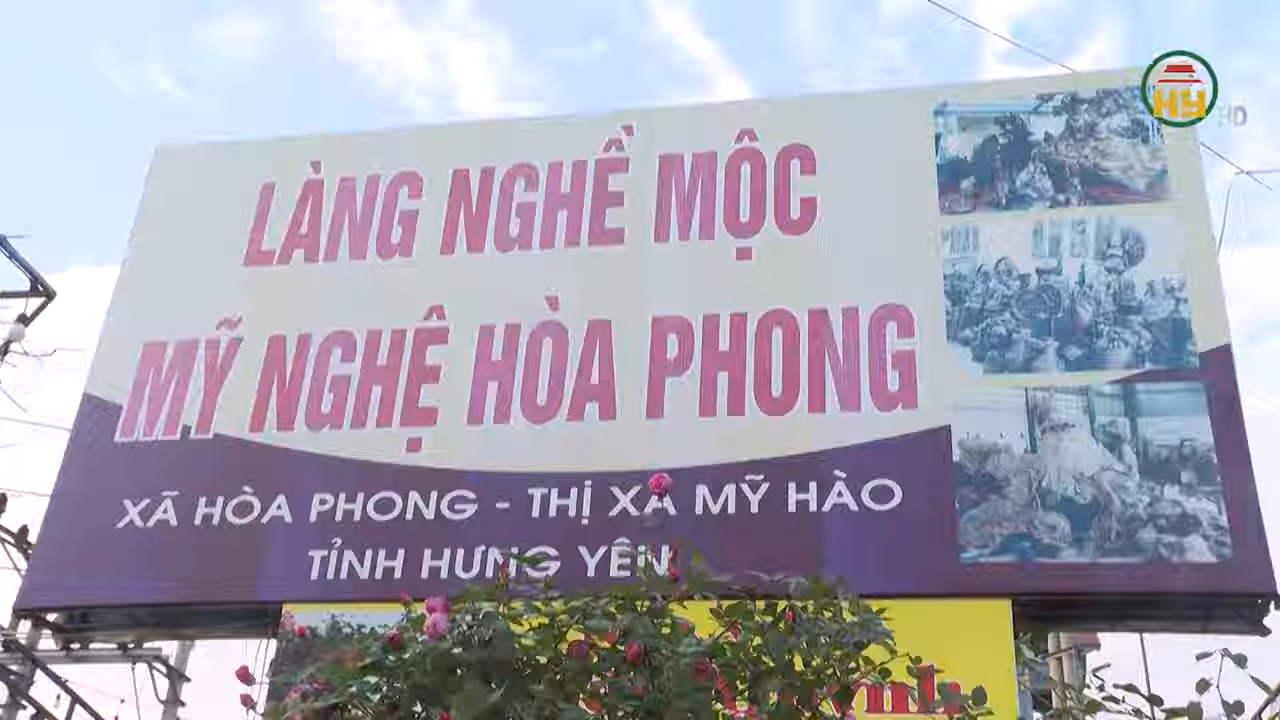 LÀNG NGHỀ MỘC
MỸ NGHỆ HÒA PHONG
XÃ HÒA PHONG - THỊ XÃ MỸ HÀO
TỈNH HƯNG YÊN
HY
HD